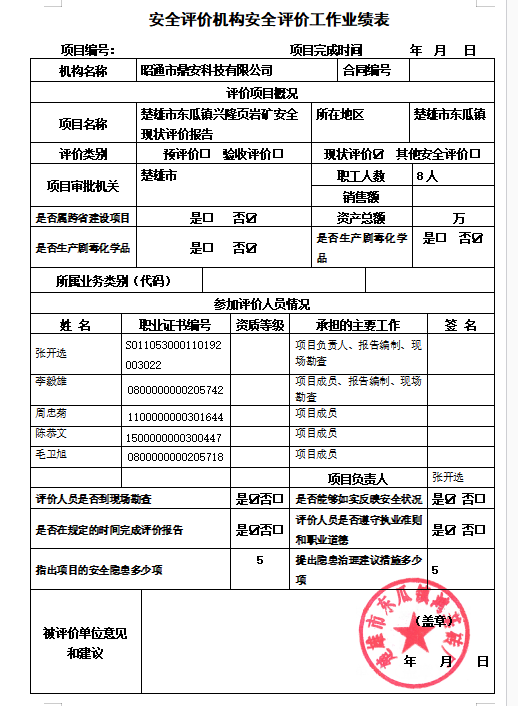 安全评价机构安全评价工作业绩表
项目编号： 项目完成时间 年 月 日
机构名称 昭通市鼎安科技有限公司 合同编号
评价项目概况
项目名称 楚雄市东瓜镇兴隆页岩矿安全 所在地区 楚雄市东瓜镇
现状评价报告
评价类别 预评价☐ 验收评价☐ 现状评价☑ 其他安全评价☐
项目审批机关 楚雄市 职工人数 8人
销售额
是否属跨省建设项目 是☐ 否☑ 资产总额 万
是否生产剧毒化学品 是☐ 否☑ 是否生产剧毒化学 是☐ 否☑
品
所属业务类别（代码）
参加评价人员情况
姓 名 职业证书编号 资质等级 承担的主要工作 签 名
张开选 S011053000110192 项目负责人、报告编制、现
003022 场勘查
李毅雄 0800000000205742 项目成员、报告编制、现场
勘查
周忠菊 1100000000301644 项目成员
陈恭文 1500000000300447 项目成员
毛卫旭 0800000000205718 项目成员
项目负责人 张开选
评价人员是否到现场勘查 是☑否☐ 是否能够如实反映安全状况 是☑ 否☐
是否在规定的时间完成评价报告 是☑否☐ 评价人员是否遵守执业准则 是☑ 否☐
和职业道德
指出项目的安全隐患多少项 5 提出隐患治理建议措施多少 5
项
被评价单位意见
和建议
（盖章）
年 月 日